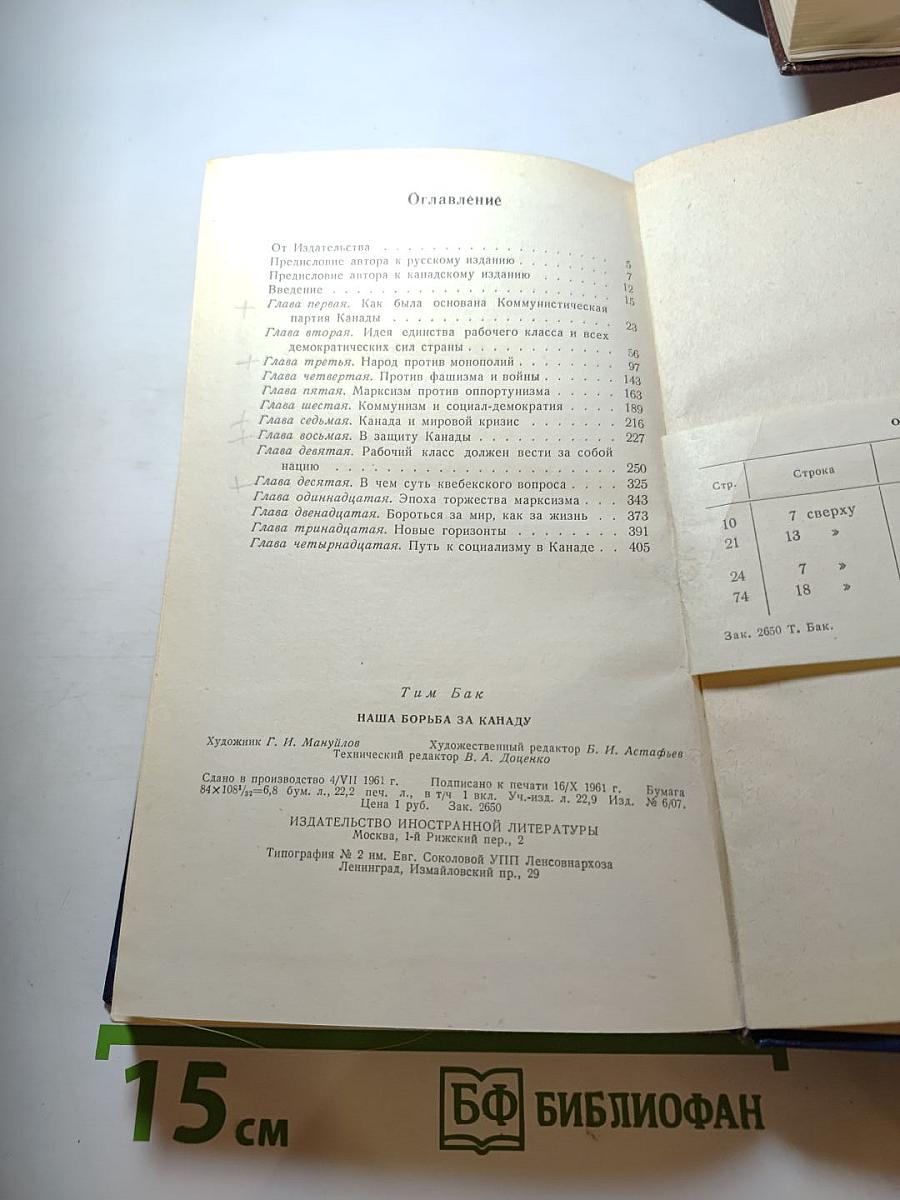 Оглавление
От Издательства . . . . . . . . . . . . . . . 5
Предисловие автора к русскому изданию . . . . . . . 7
Предисловие автора к канадскому изданию . . . . . . 12
Введение . . . . . . . . . . . . . . . . . . 15
Глава первая. Как была основана Коммунистическая
партия Канады . . . . . . . . . . . . . . . 23
Глава вторая. Идея единства рабочего класса и всех
демократических сил страны . . . . . . . . . . . 56
Глава третья. Народ против монополий . . . . . . . 97
Глава четвертая. Против фашизма и войны . . . . . . 143
Глава пятая. Марксизм против оппортунизма . . . . . 163
Глава шестая. Коммунизм и социал-демократия . . . . 189
Глава седьмая. Канада и мировой кризис . . . . . . . 216
Глава восьмая. В защиту Канады . . . . . . . . . . 227
Глава девятая. Рабочий класс должен вести за собой
нацию . . . . . . . . . . . . . . . . . . . 250
Глава десятая. В чем суть квебекского вопроса . . . . 325
Глава одиннадцатая. Эпоха торжества марксизма . . . 343
Глава двенадцатая. Бороться за мир, как за жизнь . . 373
Глава тринадцатая. Новые горизонты . . . . . . . . 391
Глава четырнадцатая. Путь к социализму в Канаде . . 405
Тим Бак
НАША БОРЬБА ЗА КАНАДУ
Художник Г. И. Мануйлов Художественный редактор Б. И. Астафьев
Технический редактор В. А. Доценко
Сдано в производство 4/VII 1961 г. Подписано к печати 16/X 1961 г. Бумага
84×108¹/₃₂=6,8 бум. л., 22,2 печ. л., в т/ч 1 вкл. Уч.-изд. л. 22,9 Изд. № 6/07.
Цена 1 руб. Зак. 2650
ИЗДАТЕЛЬСТВО ИНОСТРАННОЙ ЛИТЕРАТУРЫ
Москва, 1-й Рижский пер., 2
Типография № 2 им. Евг. Соколовой УПП Ленсовнархоза
Ленинград, Измайловский пр., 29
Стр. Строка
10 7 сверху
21 13 »
24 7 »
74 18 »
Зак. 2650 Т. Бак.
15 см
БФ БИБЛИОФАН